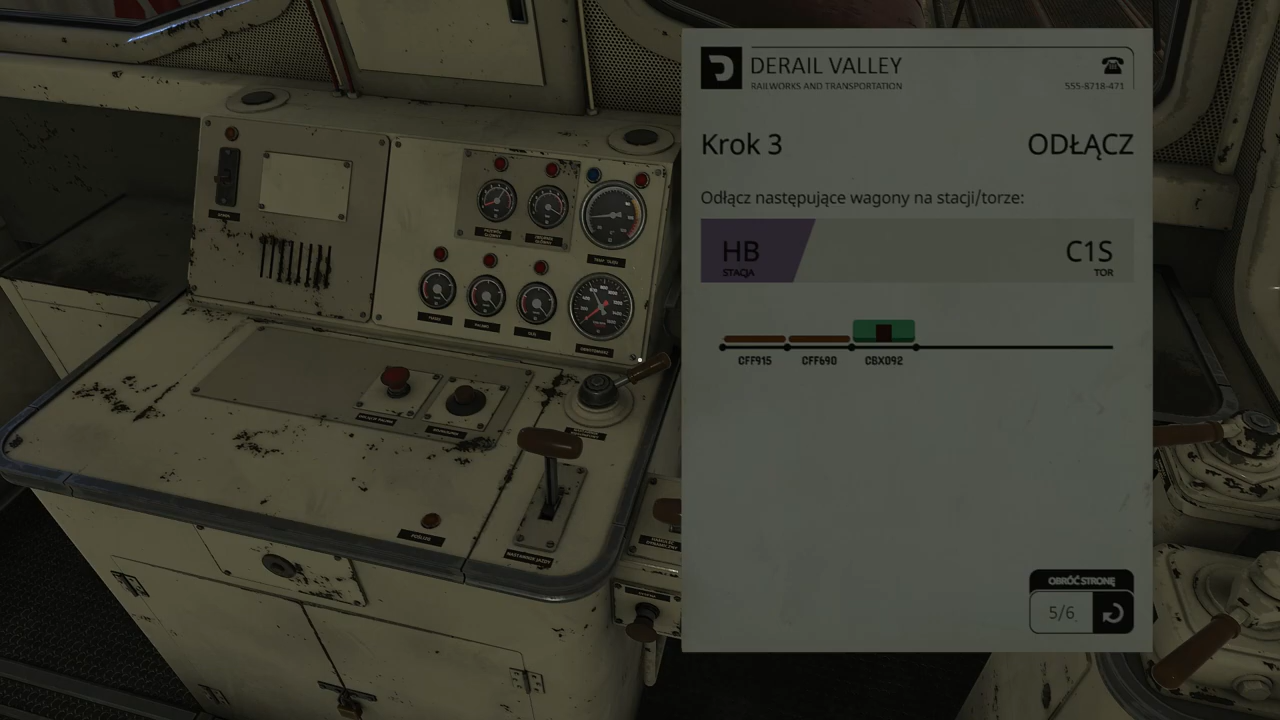 DERAIL VALLEY
RAILWORKS AND TRANSPORTATION
555-8718-471
Krok 3
ODŁĄCZ
Odłącz następujące wagony na stacji/torze:
HB
STACJA
C1S
TOR
CFF915
CFF690
CBX092
OBRÓĆ STRONĘ
5/6